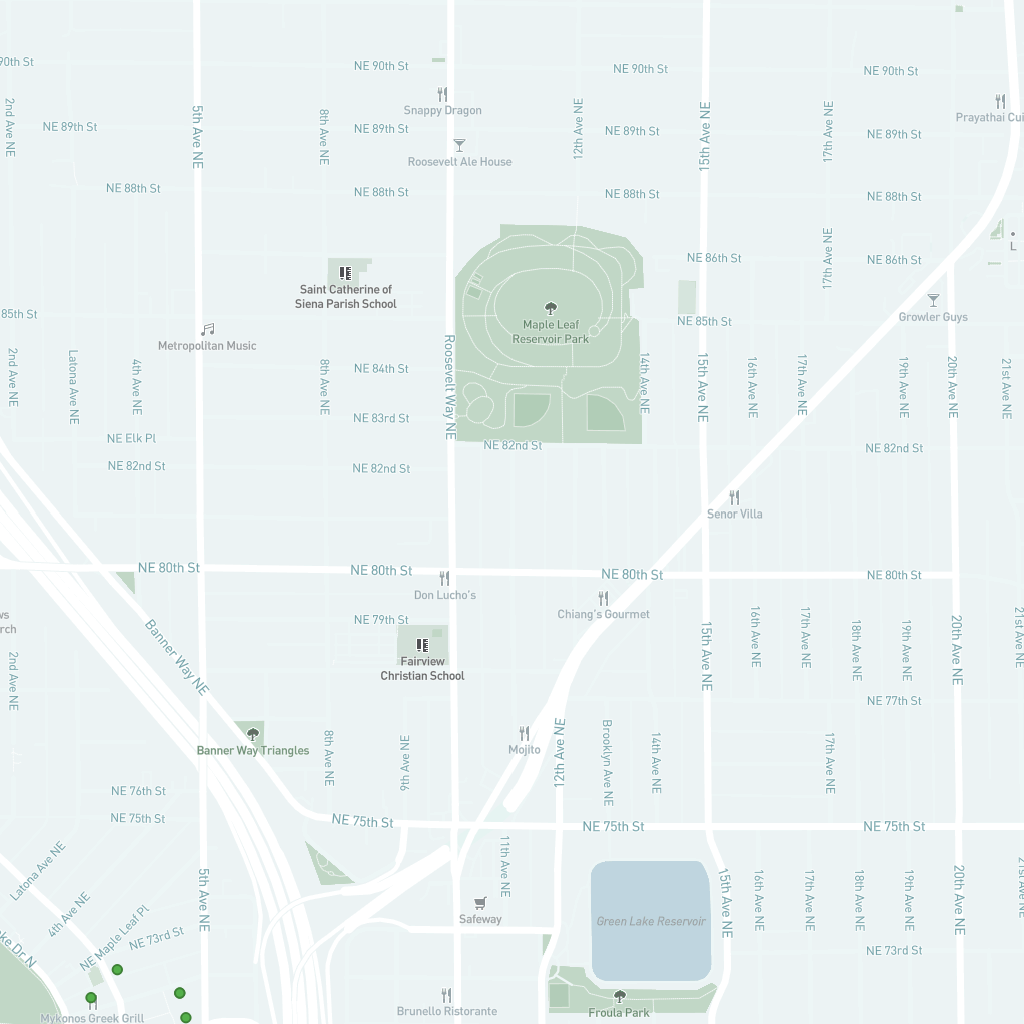 90th St
NE 90th St
NE 90th St
NE 90th St
2nd Ave NE
5th Ave NE
8th Ave NE
12th Ave NE
15th Ave NE
17th Ave NE
Snappy Dragon
Prayathai Cui
NE 89th St
NE 89th St
NE 89th St
NE 89th St
Roosevelt Ale House
NE 88th St
NE 88th St
NE 88th St
NE 88th St
17th Ave NE
L
NE 86th St
NE 86th St
Saint Catherine of
Siena Parish School
85th St
NE 85th St
Growler Guys
Maple Leaf
Reservoir Park
Metropolitan Music
2nd Ave NE
Latona Ave NE
4th Ave NE
8th Ave NE
Roosevelt Way NE
14th Ave NE
15th Ave NE
16th Ave NE
17th Ave NE
19th Ave NE
20th Ave NE
21st Ave NE
NE 84th St
NE 83rd St
NE Elk Pl
NE 82nd St
NE 82nd St
NE 82nd St
NE 82nd St
Senor Villa
NE 80th St
NE 80th St
NE 80th St
NE 80th St
Don Lucho's
Chiang's Gourmet
NE 79th St
ws
rch
2nd Ave NE
Banner Way NE
Fairview
Christian School
15th Ave NE
16th Ave NE
17th Ave NE
18th Ave NE
19th Ave NE
20th Ave NE
21st Ave NE
NE 77th St
Banner Way Triangles
8th Ave NE
9th Ave NE
Mojito
12th Ave NE
Brooklyn Ave NE
14th Ave NE
17th Ave NE
NE 76th St
NE 75th St
NE 75th St
NE 75th St
NE 75th St
Latona Ave NE
4th Ave NE
5th Ave NE
11th Ave NE
15th Ave NE
16th Ave NE
17th Ave NE
18th Ave NE
19th Ave NE
20th Ave NE
21st Ave NE
Safeway
Green Lake Reservoir
NE Maple Leaf Pl
NE 73rd St
NE 73rd St
ke Dr N
Mykonos Greek Grill
Brunello Ristorante
Froula Park